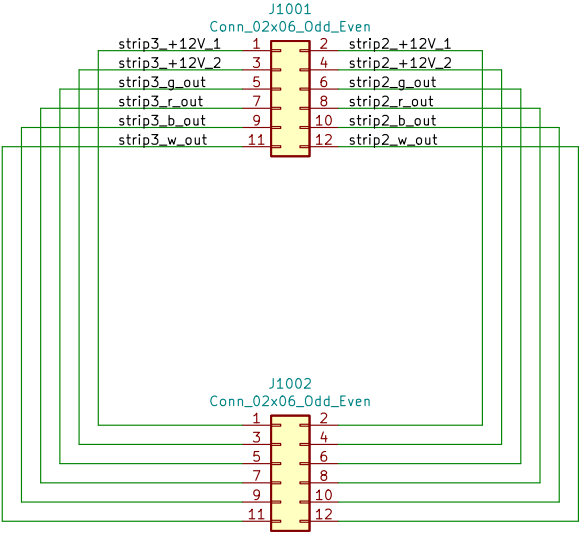 J1001
Conn_02x06_Odd_Even
strip3_+12V_1 1 2 strip2_+12V_1
strip3_+12V_2 3 4 strip2_+12V_2
strip3_g_out 5 6 strip2_g_out
strip3_r_out 7 8 strip2_r_out
strip3_b_out 9 10 strip2_b_out
strip3_w_out 11 12 strip2_w_out
J1002
Conn_02x06_Odd_Even
1 2
3 4
5 6
7 8
9 10
11 12